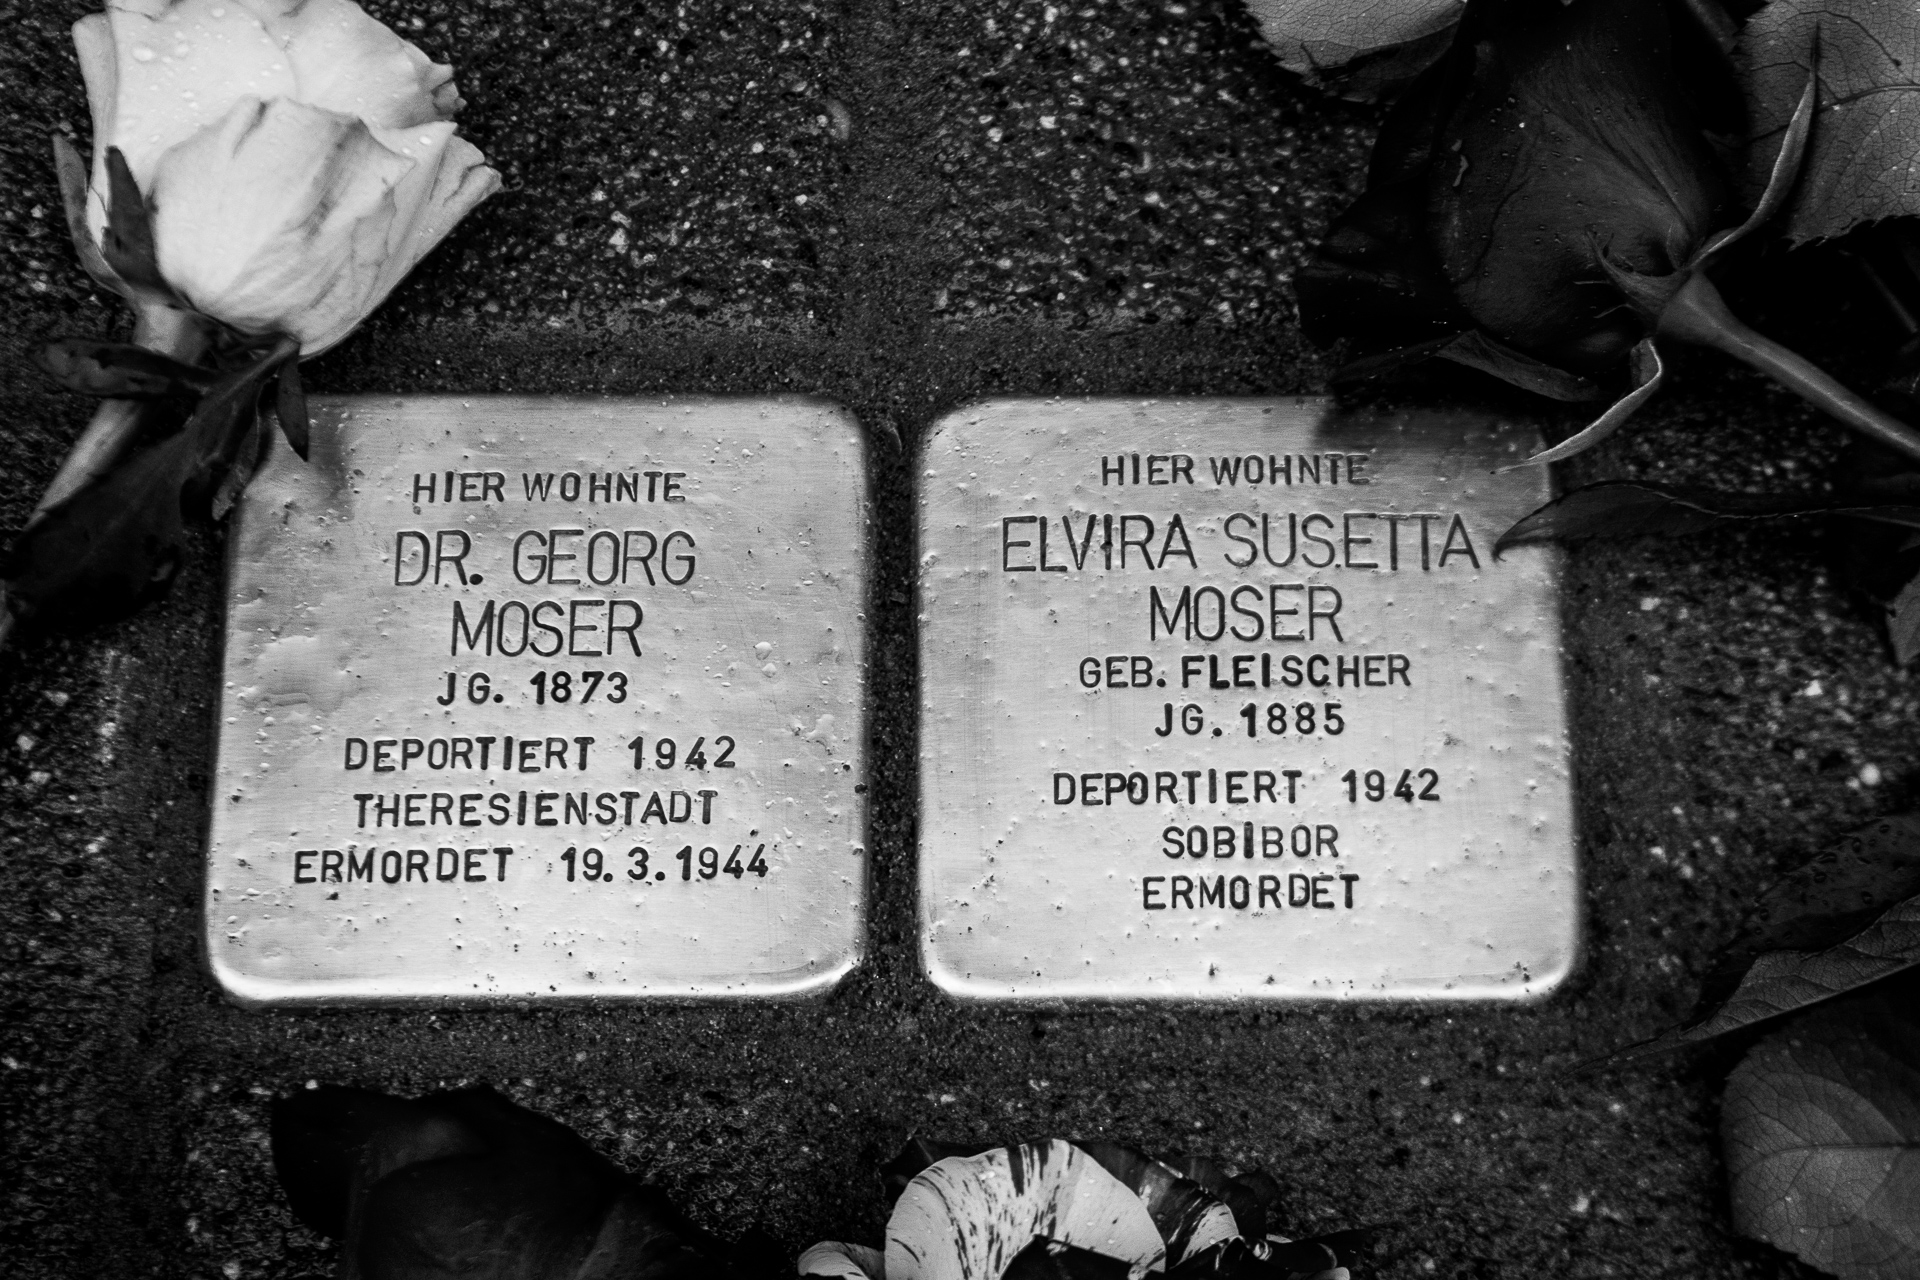 HIER WOHNTE
DR. GEORG
MOSER
JG. 1873
DEPORTIERT 1942
THERESIENSTADT
ERMORDET 19.3.1944
HIER WOHNTE
ELVIRA SUSETTA
MOSER
GEB. FLEISCHER
JG. 1885
DEPORTIERT 1942
SOBIBOR
ERMORDET